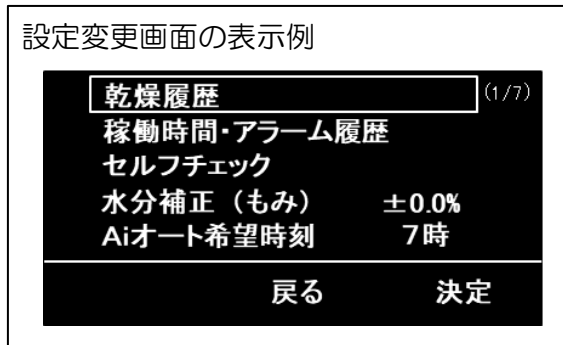 設定変更画面の表示例
乾燥履歴 (1/7)
稼働時間・アラーム履歴
セルフチェック
水分補正（もみ） ±0.0%
Aiオート希望時刻 7時
戻る 決定